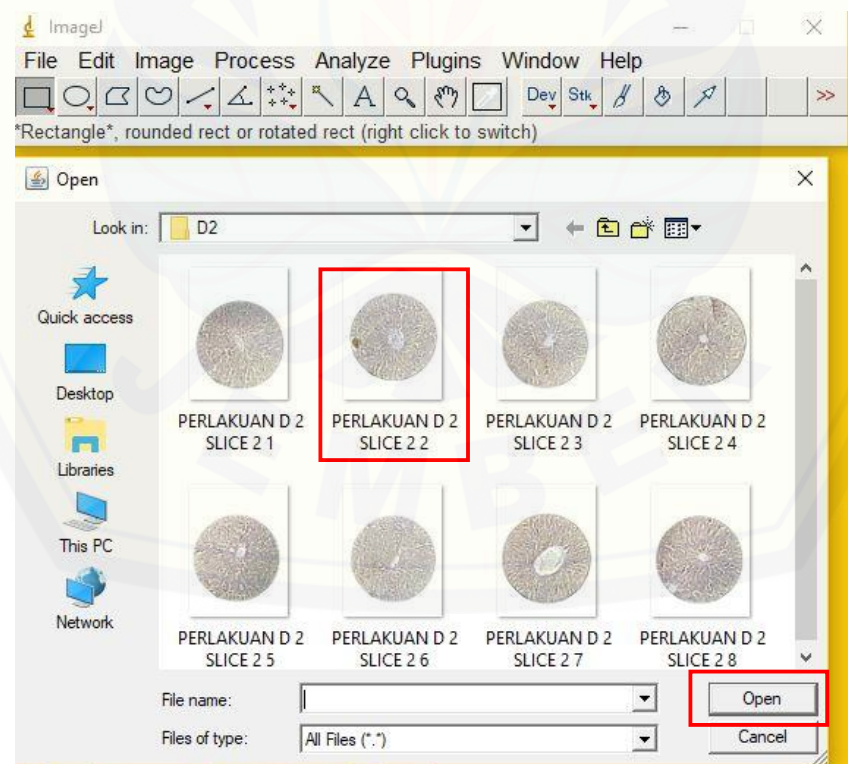 ImageJ
File Edit Image Process Analyze Plugins Window Help
A Dev Stk >>
*Rectangle*, rounded rect or rotated rect (right click to switch)
Open
Look in: D2
Quick access
Desktop
Libraries
This PC
Network
PERLAKUAN D 2 SLICE 2 1
PERLAKUAN D 2 SLICE 2 2
PERLAKUAN D 2 SLICE 2 3
PERLAKUAN D 2 SLICE 2 4
PERLAKUAN D 2 SLICE 2 5
PERLAKUAN D 2 SLICE 2 6
PERLAKUAN D 2 SLICE 2 7
PERLAKUAN D 2 SLICE 2 8
File name:
Open
Files of type: All Files (*.*)
Cancel